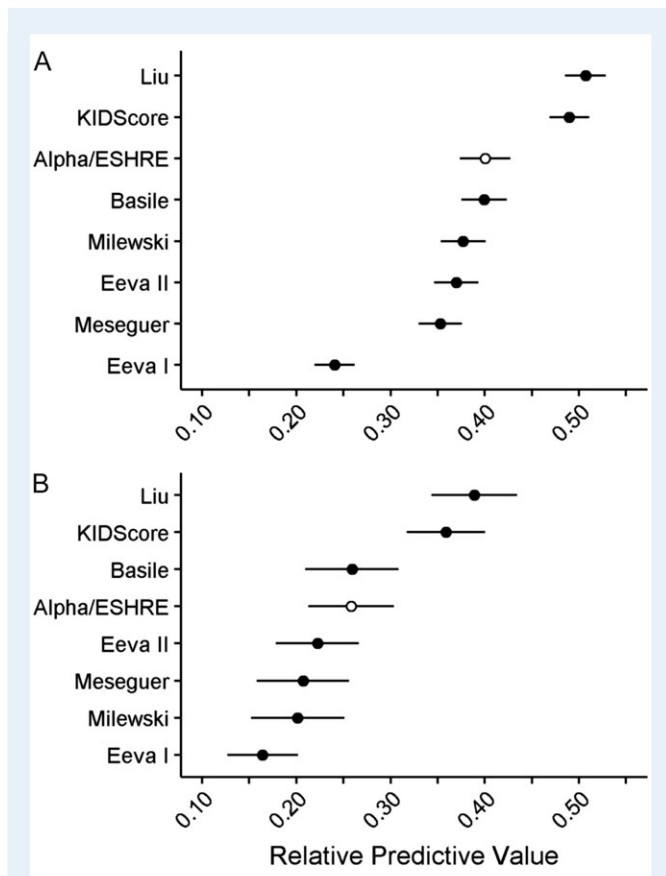 A
Liu
KIDScore
Alpha/ESHRE
Basile
Milewski
Eeva II
Meseguer
Eeva I
0.10 0.20 0.30 0.40 0.50
B
Liu
KIDScore
Basile
Alpha/ESHRE
Eeva II
Meseguer
Milewski
Eeva I
0.10 0.20 0.30 0.40 0.50
Relative Predictive Value